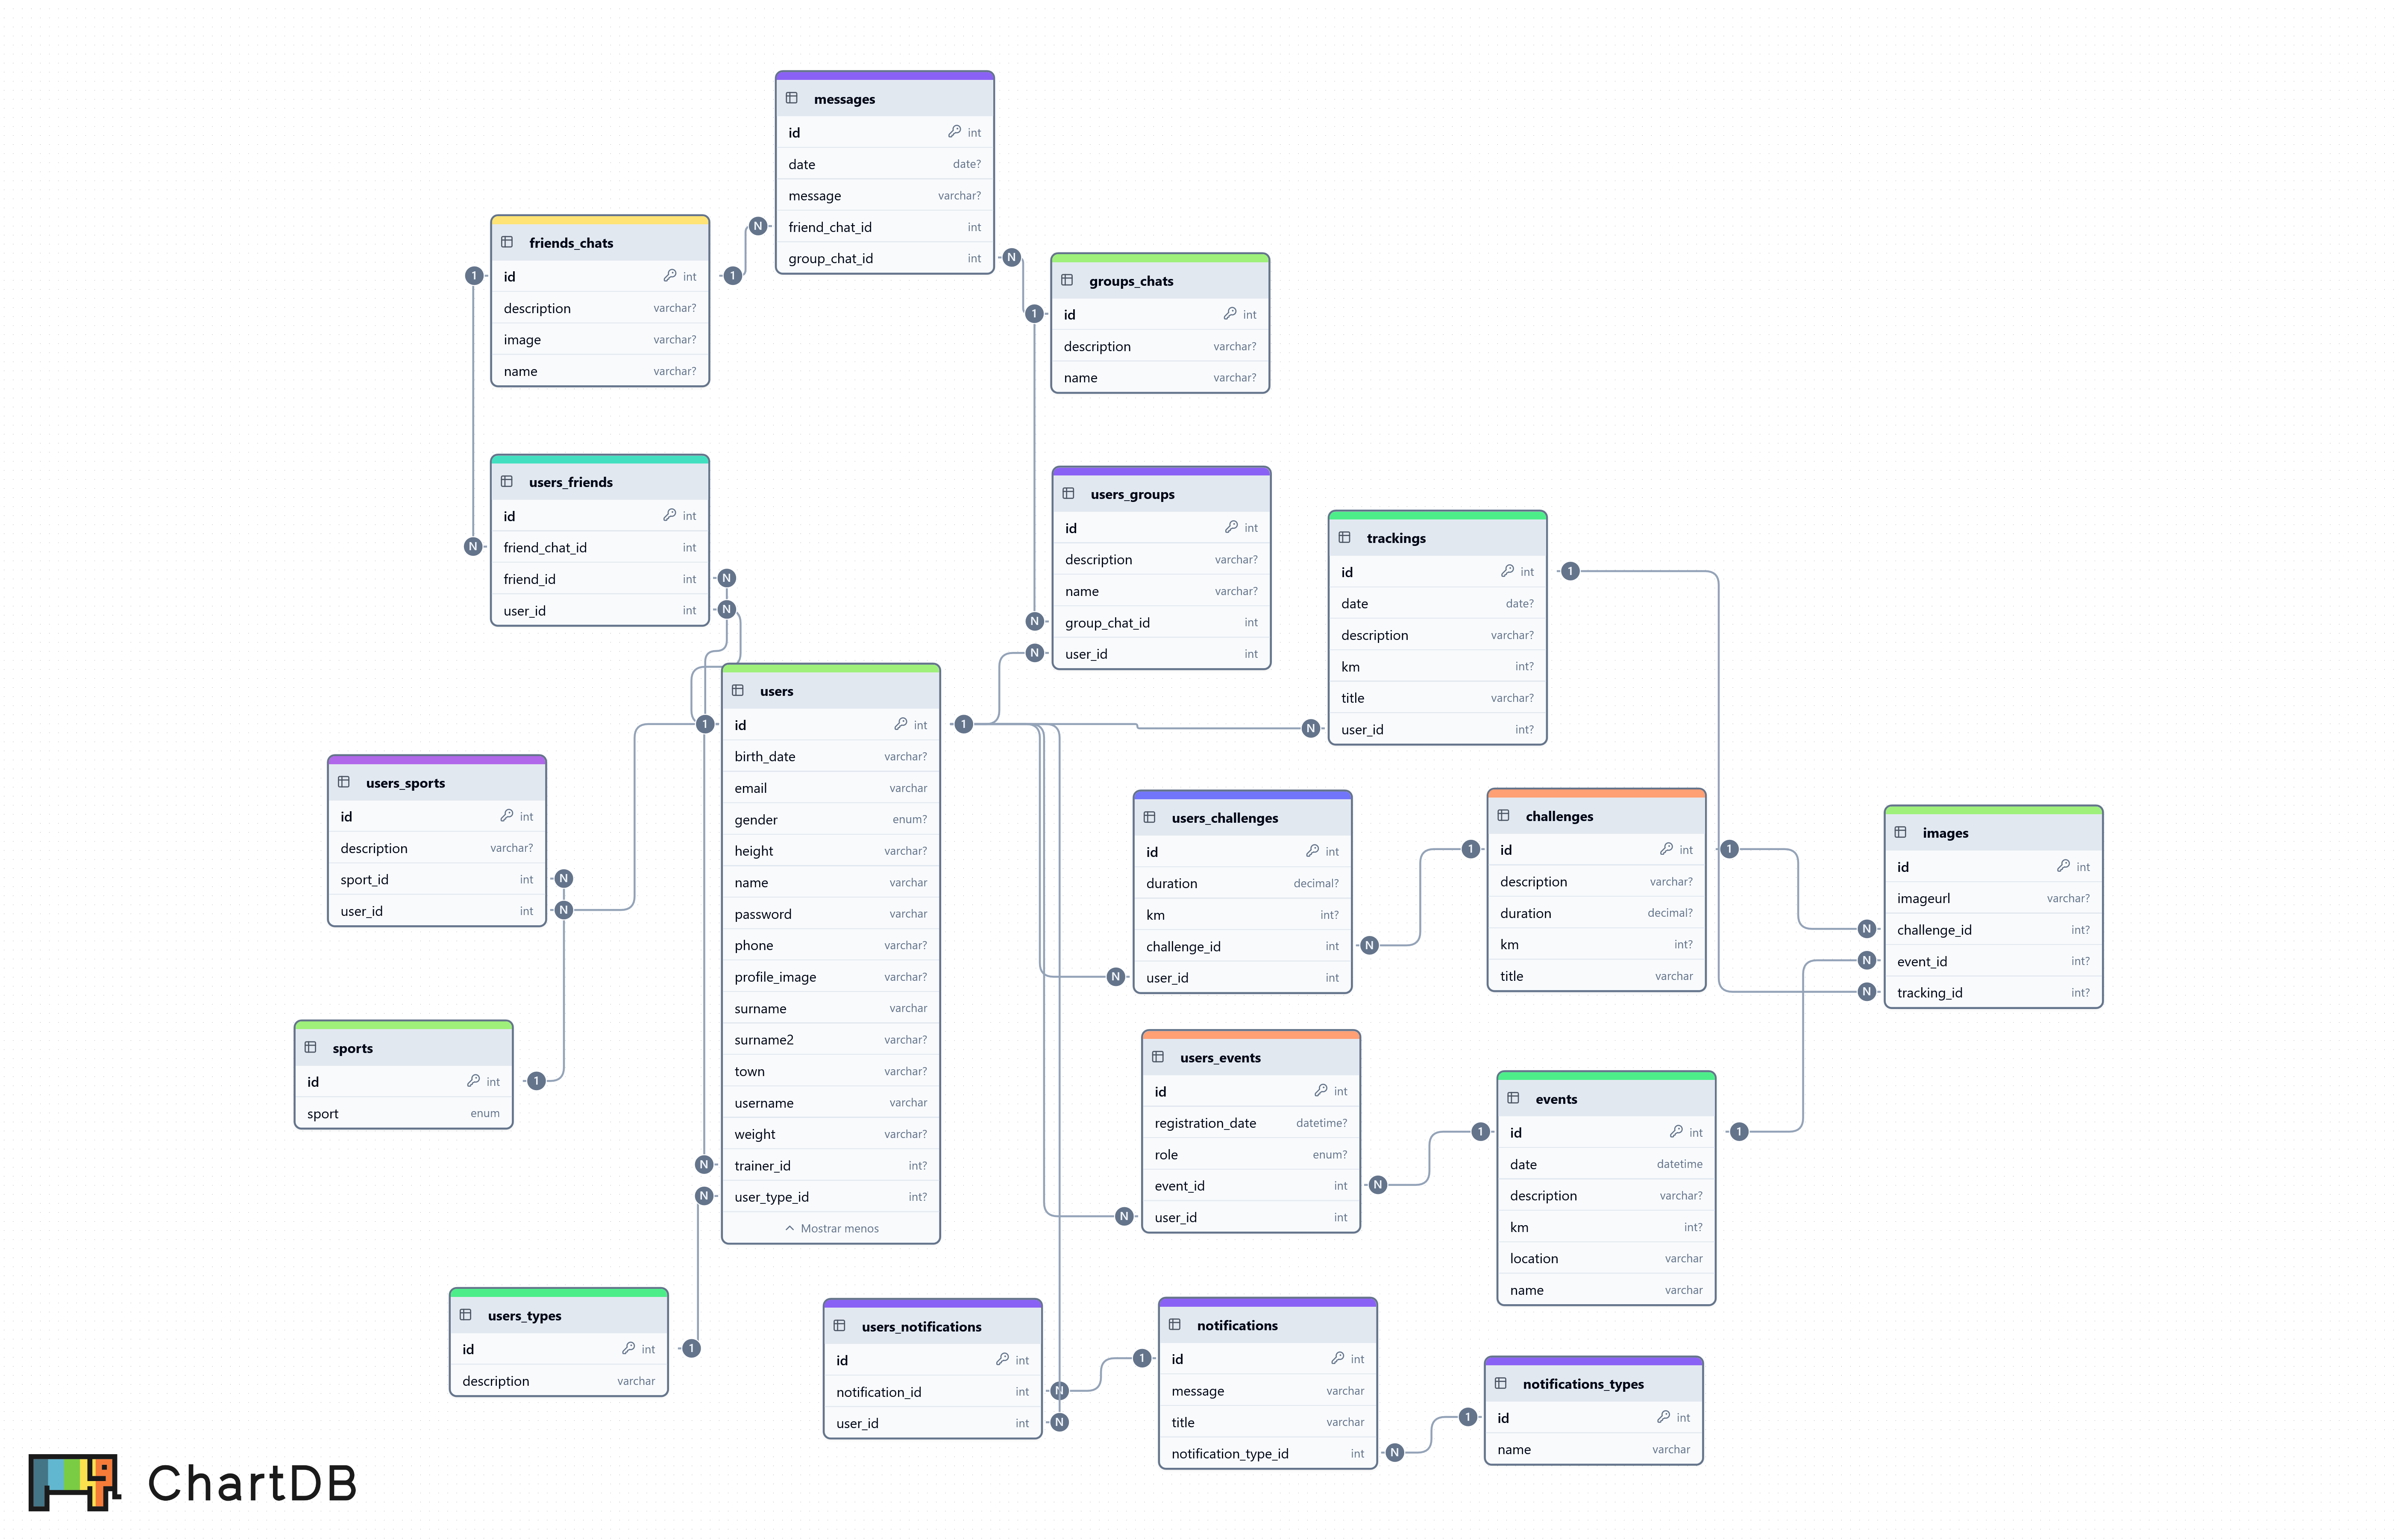 messages
id int
date date?
message varchar?
friend_chat_id int
group_chat_id int
friends_chats
id int
description varchar?
image varchar?
name varchar?
groups_chats
id int
description varchar?
name varchar?
users_friends
id int
friend_chat_id int
friend_id int
user_id int
users_groups
id int
description varchar?
name varchar?
group_chat_id int
user_id int
trackings
id int
date date?
description varchar?
km int?
title varchar?
user_id int?
users
id int
birth_date varchar?
email varchar
gender enum?
height varchar?
name varchar
password varchar
phone varchar?
profile_image varchar?
surname varchar
surname2 varchar?
town varchar?
username varchar
weight varchar?
trainer_id int?
user_type_id int?
Mostrar menos
users_sports
id int
description varchar?
sport_id int
user_id int
users_challenges
id int
duration decimal?
km int?
challenge_id int
user_id int
challenges
id int
description varchar?
duration decimal?
km int?
title varchar
images
id int
imageurl varchar?
challenge_id int?
event_id int?
tracking_id int?
sports
id int
sport enum
users_events
id int
registration_date datetime?
role enum?
event_id int
user_id int
events
id int
date datetime
description varchar?
km int?
location varchar
name varchar
users_types
id int
description varchar
users_notifications
id int
notification_id int
user_id int
notifications
id int
message varchar
title varchar
notification_type_id int
notifications_types
id int
name varchar
1
N
1
N
1
N
N
N
1
N
N
1
N
1
N
N
N
1
N
N
1
1
N
N
N
N
N
1
1
N
1
N
1
N
N
1
N
1
ChartDB